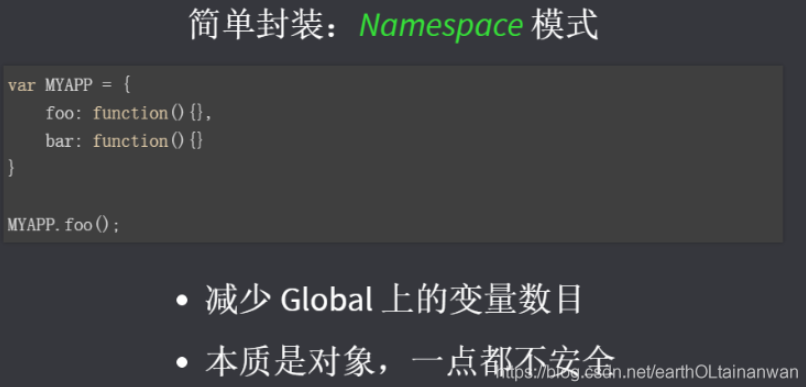 简单封装：Namespace 模式
var MYAPP = {
    foo: function(){},
    bar: function(){}
}
MYAPP.foo();
• 减少 Global 上的变量数目
• 本质是对象，一点都不安全
https://blog.csdn.net/earthOLtainanwan